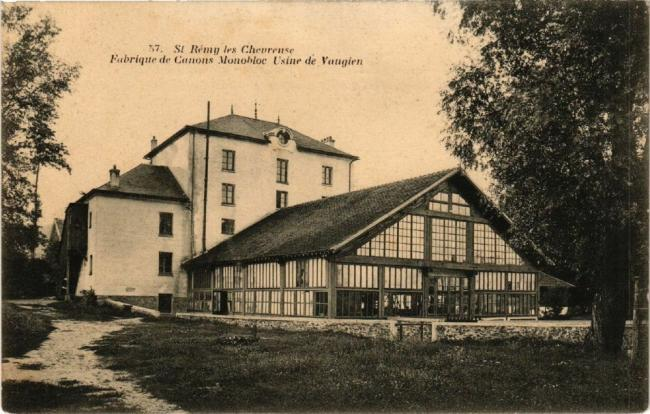 57. St Rémy les Chevreuse
Fabrique de Canons Monobloc Usine de Vaugien